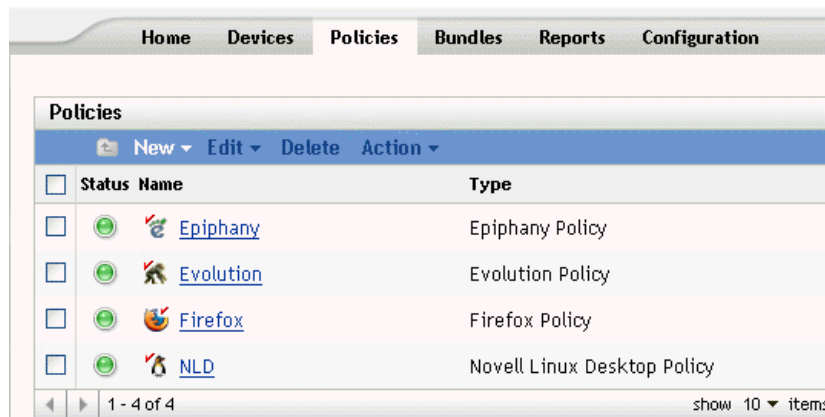 Home Devices Policies Bundles Reports Configuration
Policies
New Edit Delete Action
Status Name Type
Epiphany Epiphany Policy
Evolution Evolution Policy
Firefox Firefox Policy
NLD Novell Linux Desktop Policy
1 - 4 of 4 show 10 items